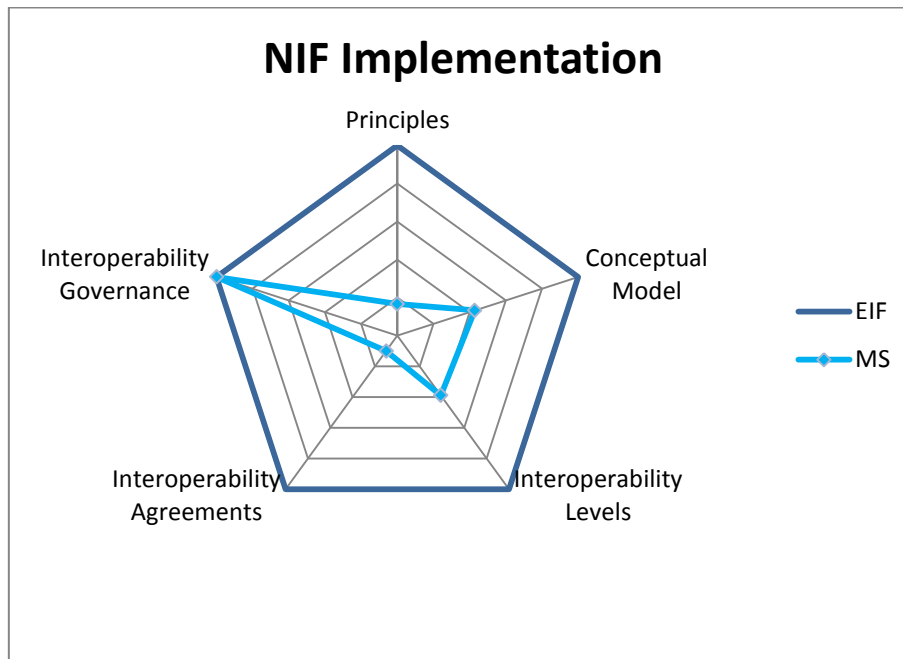 NIF Implementation
Principles
Interoperability
Governance
Conceptual
Model
EIF
MS
Interoperability
Agreements
Interoperability
Levels